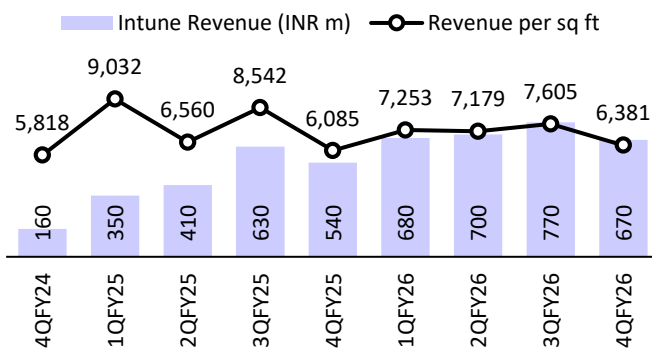 Intune Revenue (INR m) Revenue per sq ft
5,818 9,032 6,560 8,542 6,085 7,253 7,179 7,605 6,381
160 350 410 630 540 680 700 770 670
4QFY24 1QFY25 2QFY25 3QFY25 4QFY25 1QFY26 2QFY26 3QFY26 4QFY26